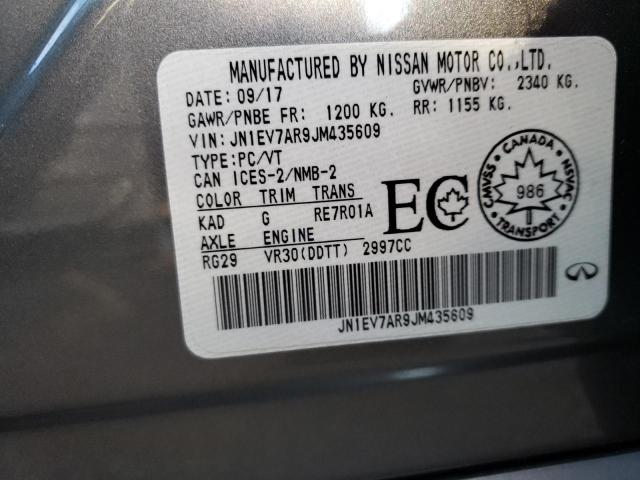 MANUFACTURED BY NISSAN MOTOR CO.,LTD.
DATE: 09/17 GVWR/PNBV: 2340 KG.
GAWR/PNBE FR: 1200 KG. RR: 1155 KG.
VIN: JN1EV7AR9JM435609
TYPE:PC/VT
CAN ICES-2/NMB-2
COLOR TRIM TRANS
KAD G RE7R01A
AXLE ENGINE
RG29 VR30(DDTT) 2997CC
EC
CANADA
CMVSS
986
NSVAC
TRANSPORT
JN1EV7AR9JM435609